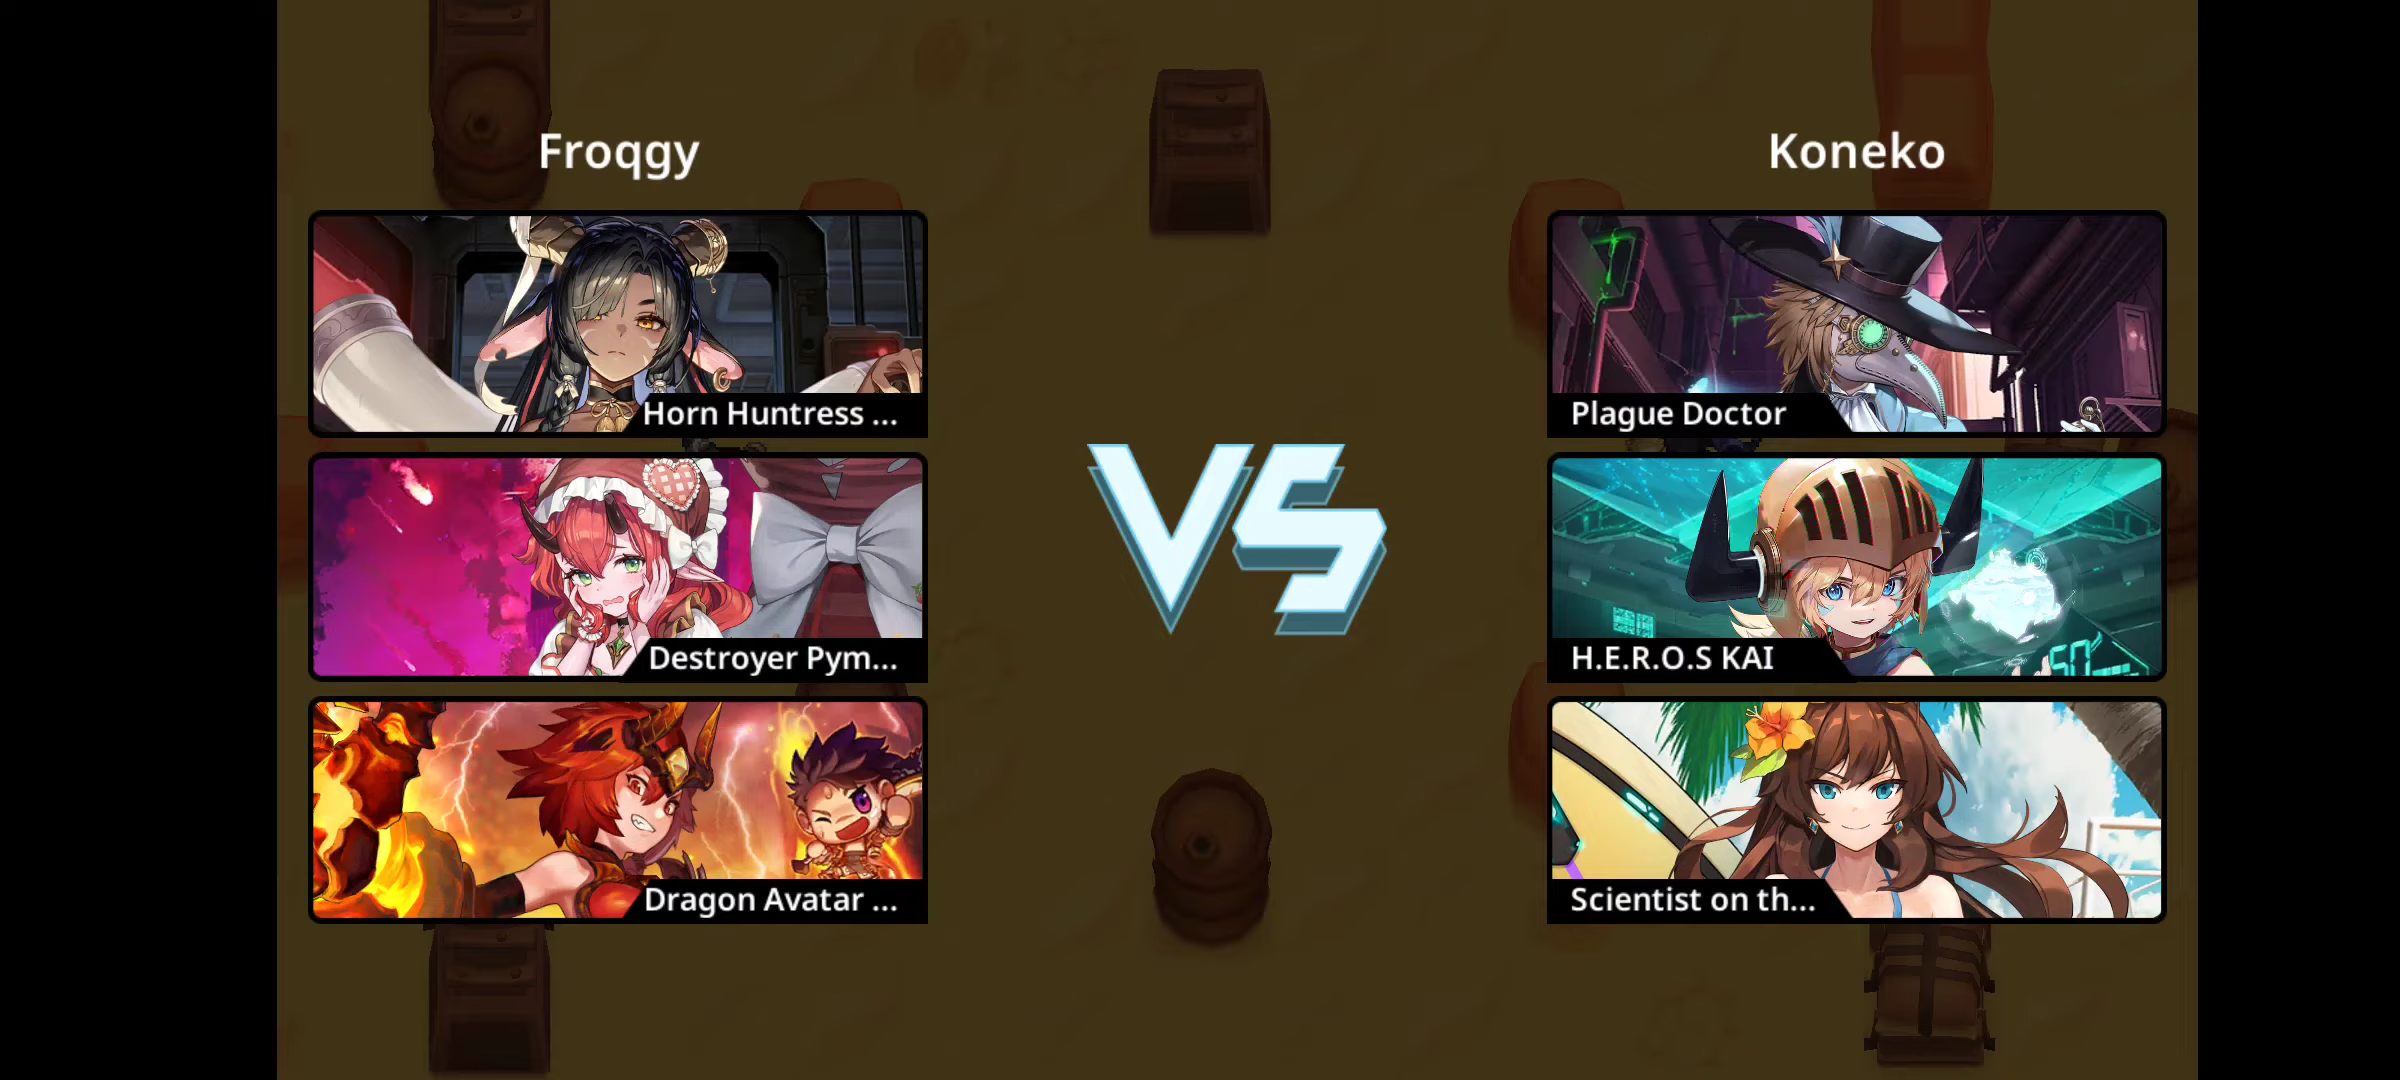 Froqgy
Horn Huntress ...
Destroyer Pym...
Dragon Avatar ...
VS
Koneko
Plague Doctor
H.E.R.O.S KAI
Scientist on th...